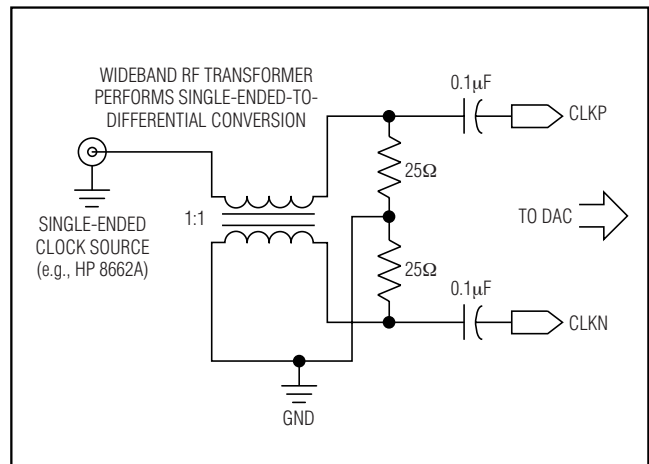 WIDEBAND RF TRANSFORMER
PERFORMS SINGLE-ENDED-TO-
DIFFERENTIAL CONVERSION
0.1μF
CLKP
25Ω
1:1
SINGLE-ENDED
CLOCK SOURCE
(e.g., HP 8662A)
TO DAC
25Ω
0.1μF
CLKN
GND